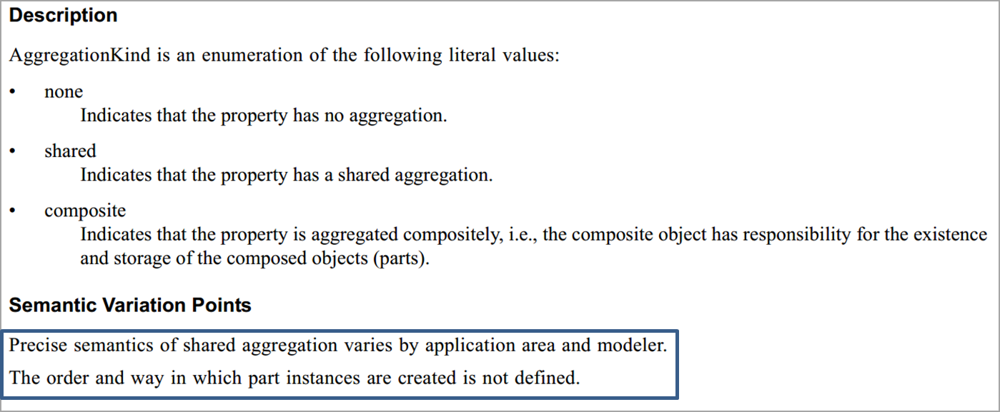 Description
AggregationKind is an enumeration of the following literal values:
• none
Indicates that the property has no aggregation.
• shared
Indicates that the property has a shared aggregation.
• composite
Indicates that the property is aggregated compositely, i.e., the composite object has responsibility for the existence
and storage of the composed objects (parts).
Semantic Variation Points
Precise semantics of shared aggregation varies by application area and modeler.
The order and way in which part instances are created is not defined.